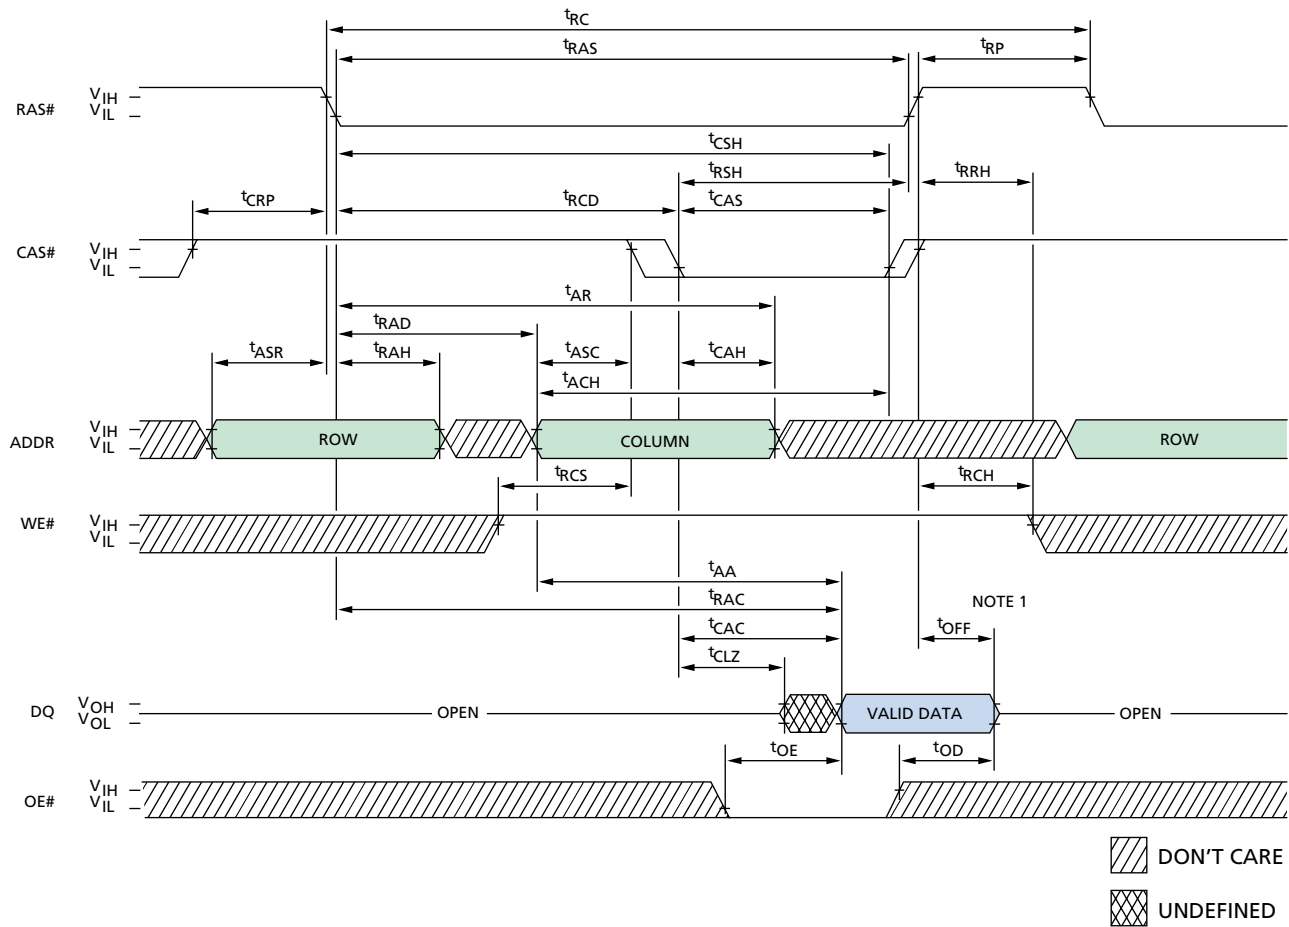 tRC
tRAS
tRP
RAS#
VIH
VIL
tCSH
tRSH
tRRH
tCRP
tRCD
tCAS
CAS#
VIH
VIL
tAR
tRAD
tASR
tRAH
tASC
tCAH
tACH
ADDR
VIH
VIL
ROW
COLUMN
ROW
tRCS
tRCH
WE#
VIH
VIL
tAA
tRAC
NOTE 1
tCAC
tOFF
tCLZ
DQ
VOH
VOL
OPEN
VALID DATA
OPEN
tOE
tOD
OE#
VIH
VIL
DON'T CARE
UNDEFINED